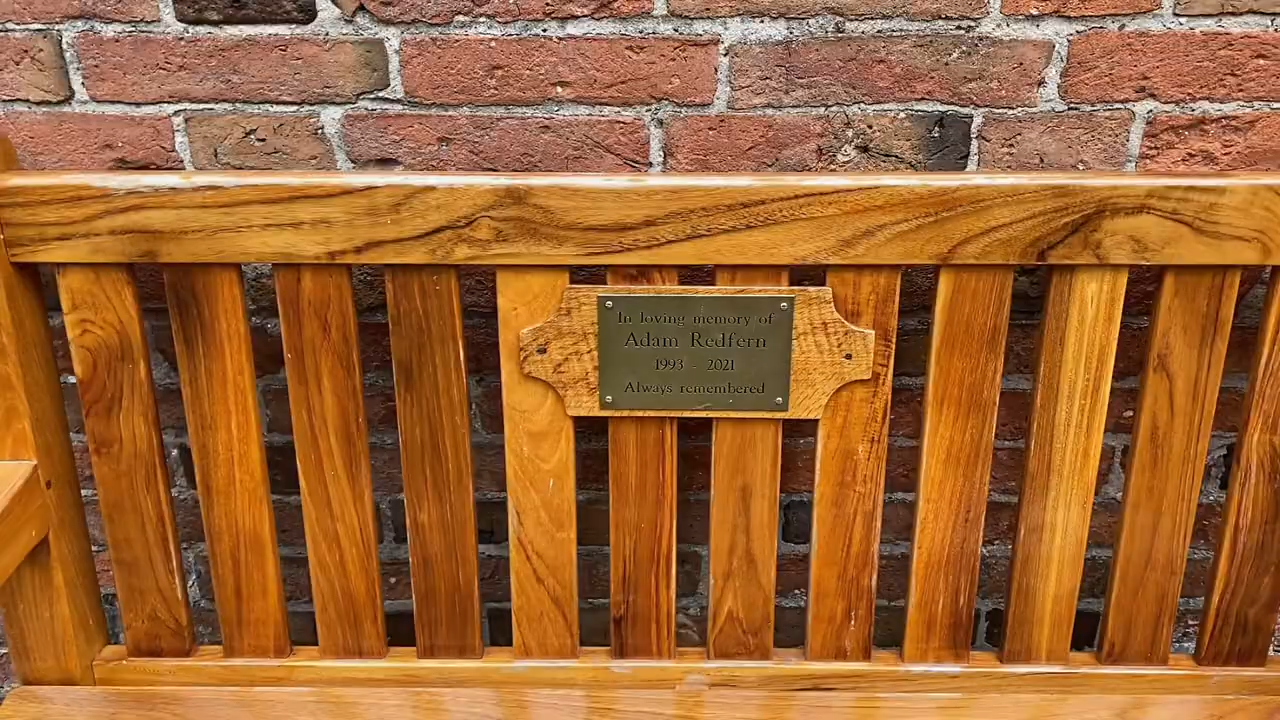 In loving memory of
Adam Redfern
1993 - 2021
Always remembered